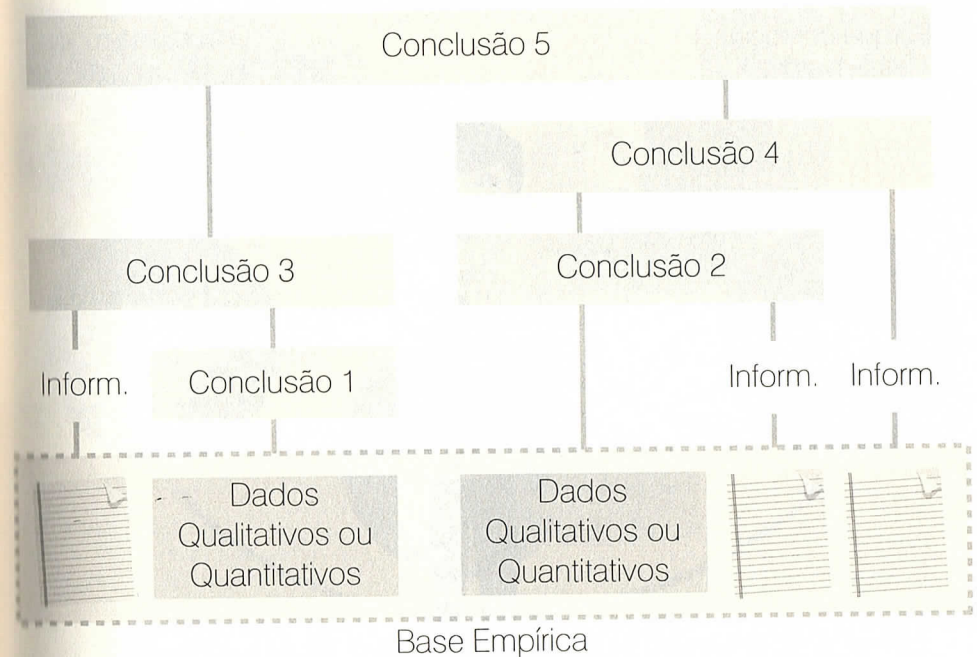 Conclusão 5
Conclusão 4
Conclusão 3
Conclusão 2
Inform.
Conclusão 1
Inform.
Inform.
Dados
Qualitativos ou
Quantitativos
Dados
Qualitativos ou
Quantitativos
Base Empírica